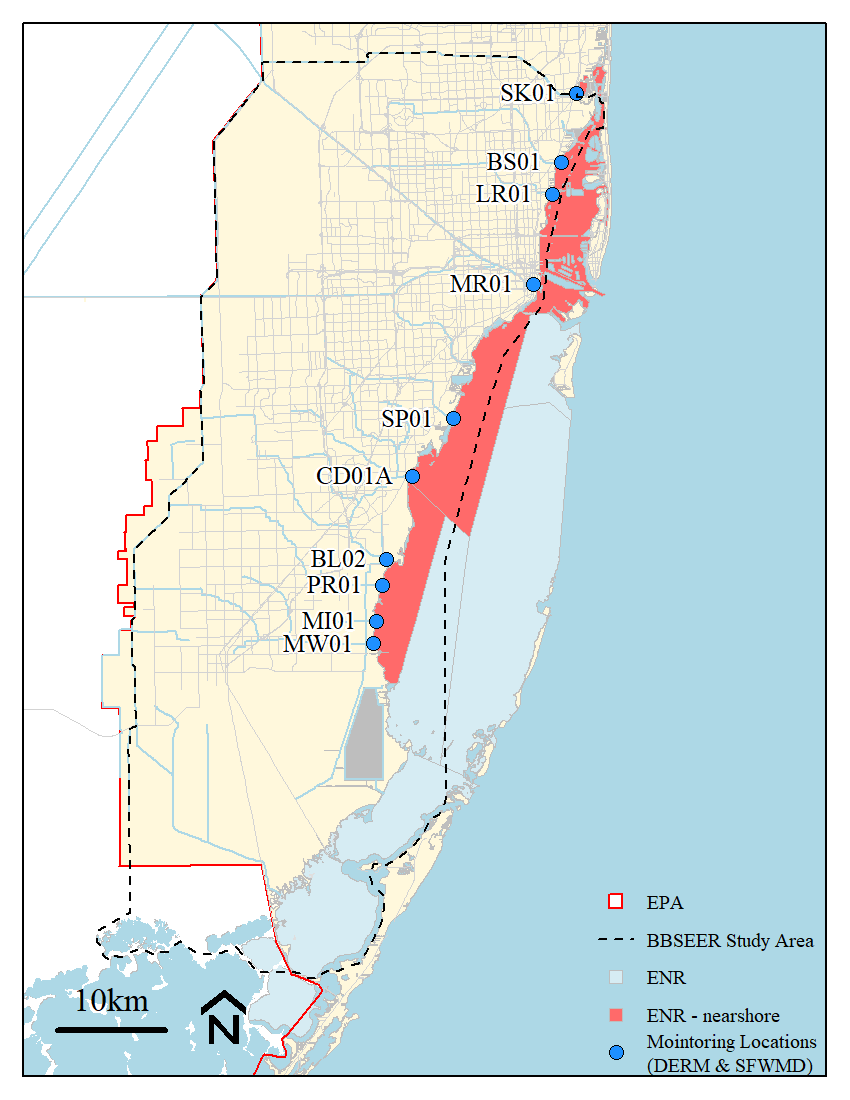 SK01
BS01
LR01
MR01
SP01
CD01A
BL02
PR01
MI01
MW01
EPA
BBSEER Study Area
ENR
ENR - nearshore
Mointoring Locations
(DERM & SFWMD)
10km
N